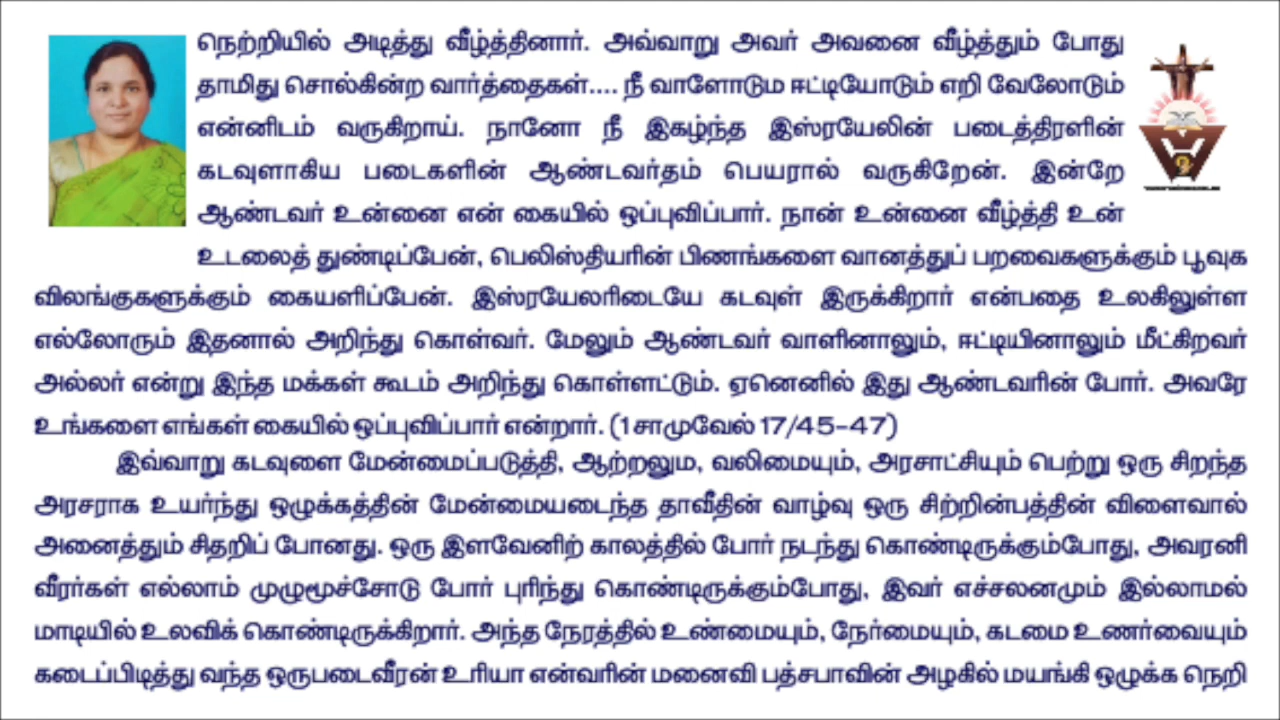 நெற்றியில் அடித்து வீழ்த்தினார். அவ்வாறு அவர் அவனை வீழ்த்தும் போது
தாமிது சொல்கின்ற வார்த்தைகள்.... நீ வாளோடும ஈட்டியோடும் எறி வேலோடும்
என்னிடம் வருகிறாய். நானோ நீ இகழ்ந்த இஸ்ரயேலின் படைத்திரளின்
கடவுளாகிய படைகளின் ஆண்டவர்தம் பெயரால் வருகிறேன். இன்றே
ஆண்டவர் உன்னை என் கையில் ஒப்புவிப்பார். நான் உன்னை வீழ்த்தி உன்
உடலைத் துண்டிப்பேன், பெலிஸ்தியரின் பிணங்களை வானத்துப் பறவைகளுக்கும் பூவுக
விலங்குகளுக்கும் கையளிப்பேன். இஸ்ரயேலரிடையே கடவுள் இருக்கிறார் என்பதை உலகிலுள்ள
எல்லோரும் இதனால் அறிந்து கொள்வர். மேலும் ஆண்டவர் வாளினாலும், ஈட்டியினாலும் மீட்கிறவர்
அல்லர் என்று இந்த மக்கள் கூடம் அறிந்து கொள்ளட்டும். ஏனெனில் இது ஆண்டவரின் போர். அவரே
உங்களை எங்கள் கையில் ஒப்புவிப்பார் என்றார். (1சாமுவேல் 17/45-47)
இவ்வாறு கடவுளை மேன்மைப்படுத்தி, ஆற்றலும, வலிமையும், அரசாட்சியும் பெற்று ஒரு சிறந்த
அரசராக உயர்ந்து ஒழுக்கத்தின் மேன்மையடைந்த தாவீதின் வாழ்வு ஒரு சிற்றின்பத்தின் விளைவால்
அனைத்தும் சிதறிப் போனது. ஒரு இளவேனிற் காலத்தில் போர் நடந்து கொண்டிருக்கும்போது, அவரனி
வீரர்கள் எல்லாம் முழுமூச்சோடு போர் புரிந்து கொண்டிருக்கும்போது, இவர் எச்சலனமும் இல்லாமல்
மாடியில் உலவிக் கொண்டிருக்கிறார். அந்த நேரத்தில் உண்மையும், நேர்மையும், கடமை உணர்வையும்
கடைப்பிடித்து வந்த ஒருபடைவீரன் உரியா என்வரின் மனைவி பத்சபாவின் அழகில் மயங்கி ஒழுக்க நெறி